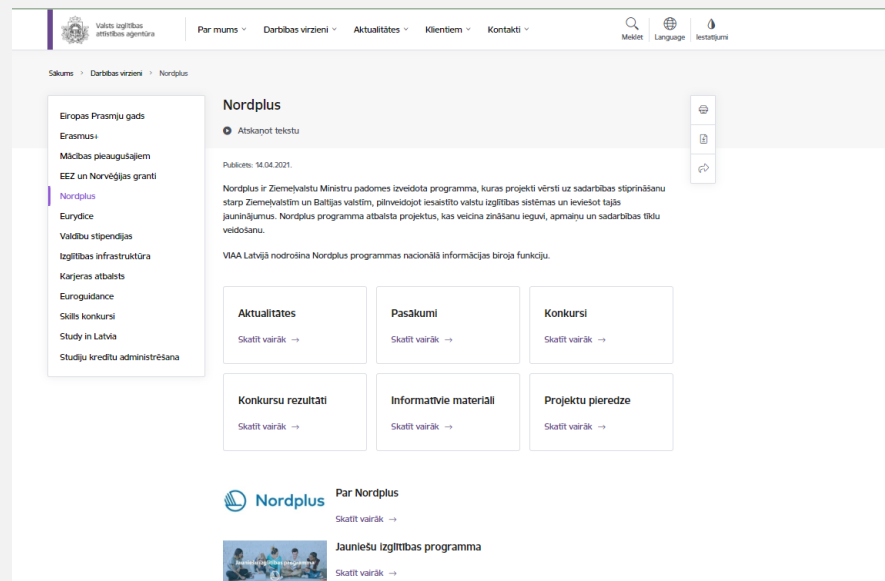 Valsts izglītības
attīstības aģentūra
Par mums
Darbības virzieni
Aktualitātes
Klientiem
Kontakti
Meklēt
Language
Iestatījumi
Sākums > Darbības virzieni > Nordplus
Eiropas Prasmju gads
Erasmus+
Mācības pieaugušajiem
EEZ un Norvēģijas granti
Nordplus
Eurydice
Valdību stipendijas
Izglītības infrastruktūra
Karjeras atbalsts
Euroguidance
Skills konkursi
Study in Latvia
Studiju kredītu administrēšana
Nordplus
Atskaņot tekstu
Publicēts: 14.04.2021.
Nordplus ir Ziemeļvalstu Ministru padomes izveidota programma, kuras projekti vērsti uz sadarbības stiprināšanu
starp Ziemeļvalstīm un Baltijas valstīm, pilnveidojot iesaistīto valstu izglītības sistēmas un ieviešot tajās
jauninājumus. Nordplus programma atbalsta projektus, kas veicina zināšanu ieguvi, apmaiņu un sadarbības tīklu
veidošanu.
VIAA Latvijā nodrošina Nordplus programmas nacionālā informācijas biroja funkciju.
Aktualitātes
Skatīt vairāk →
Pasākumi
Skatīt vairāk →
Konkursi
Skatīt vairāk →
Konkursu rezultāti
Skatīt vairāk →
Informatīvie materiāli
Skatīt vairāk →
Projektu pieredze
Skatīt vairāk →
Nordplus
Par Nordplus
Skatīt vairāk →
Jauniešu izglītības programma
Jauniešu izglītības programma
Skatīt vairāk →